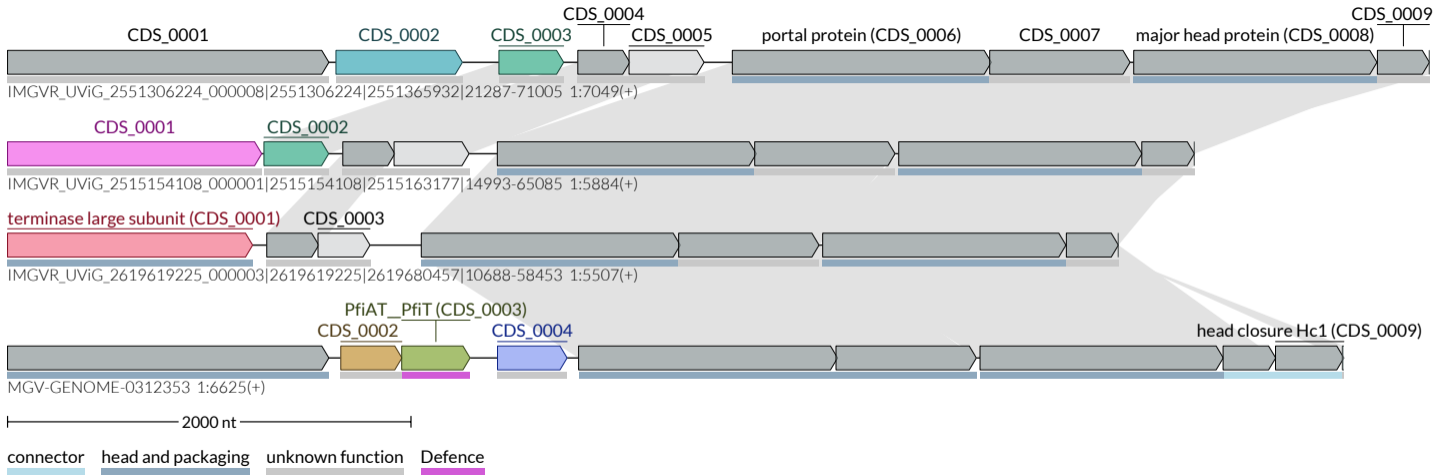 CDS_0004 CDS_0009
CDS_0001 CDS_0002 CDS_0003 CDS_0005 portal protein (CDS_0006) CDS_0007 major head protein (CDS_0008)
IMGVR_UViG_2551306224_000008|2551306224|2551365932|21287-71005 1:7049(+)
CDS_0001 CDS_0002
IMGVR_UViG_2515154108_000001|2515154108|2515163177|14993-65085 1:5884(+)
terminase large subunit (CDS_0001) CDS_0003
IMGVR_UViG_2619619225_000003|2619619225|2619680457|10688-58453 1:5507(+)
PfiAT__PfiT (CDS_0003)
CDS_0002 CDS_0004 head closure Hc1 (CDS_0009)
MGV-GENOME-0312353 1:6625(+)
2000 nt
connector head and packaging unknown function Defence